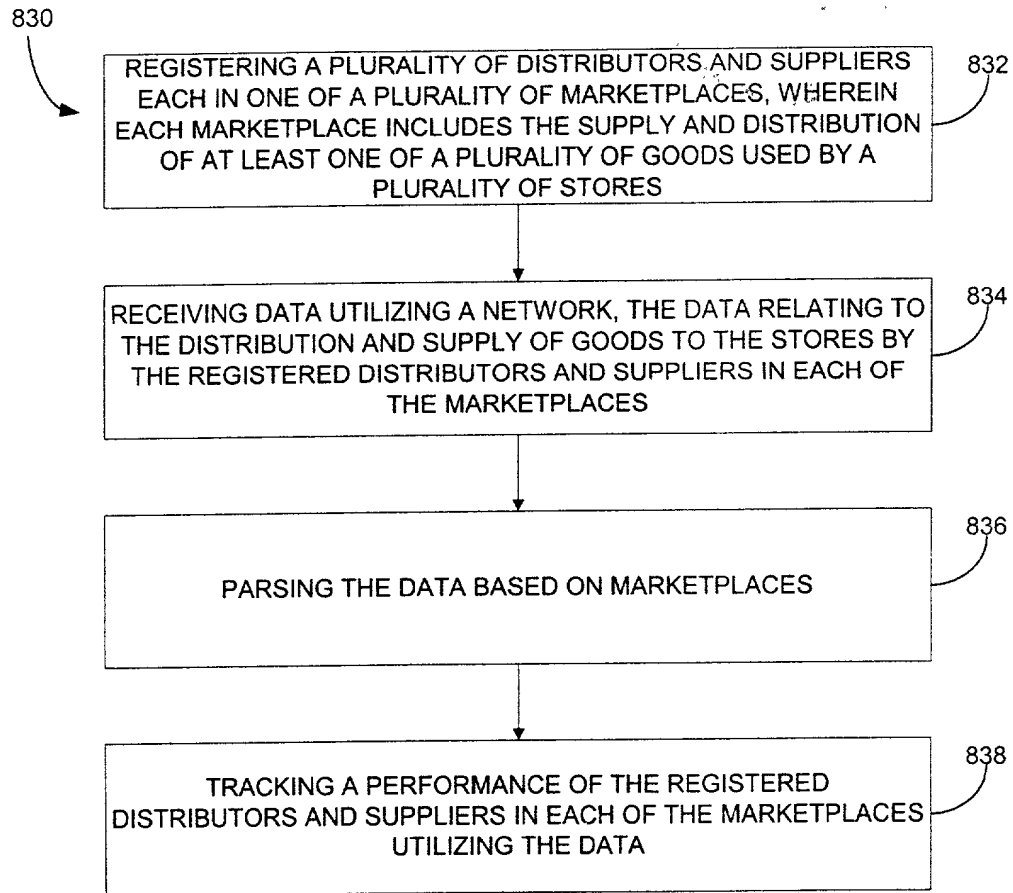 830
REGISTERING A PLURALITY OF DISTRIBUTORS AND SUPPLIERS
EACH IN ONE OF A PLURALITY OF MARKETPLACES, WHEREIN
EACH MARKETPLACE INCLUDES THE SUPPLY AND DISTRIBUTION
OF AT LEAST ONE OF A PLURALITY OF GOODS USED BY A
PLURALITY OF STORES
832
RECEIVING DATA UTILIZING A NETWORK, THE DATA RELATING TO
THE DISTRIBUTION AND SUPPLY OF GOODS TO THE STORES BY
THE REGISTERED DISTRIBUTORS AND SUPPLIERS IN EACH OF
THE MARKETPLACES
834
PARSING THE DATA BASED ON MARKETPLACES
836
TRACKING A PERFORMANCE OF THE REGISTERED
DISTRIBUTORS AND SUPPLIERS IN EACH OF THE MARKETPLACES
UTILIZING THE DATA
838